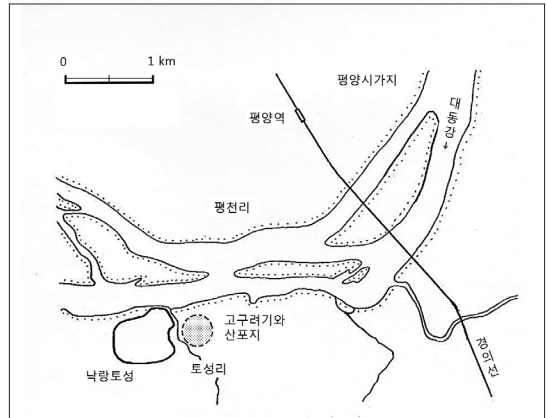 0 1 km
평양시가지
대동강↓
평양역
평천리
고구려기와
산포지
토성리
낙랑토성
경의선